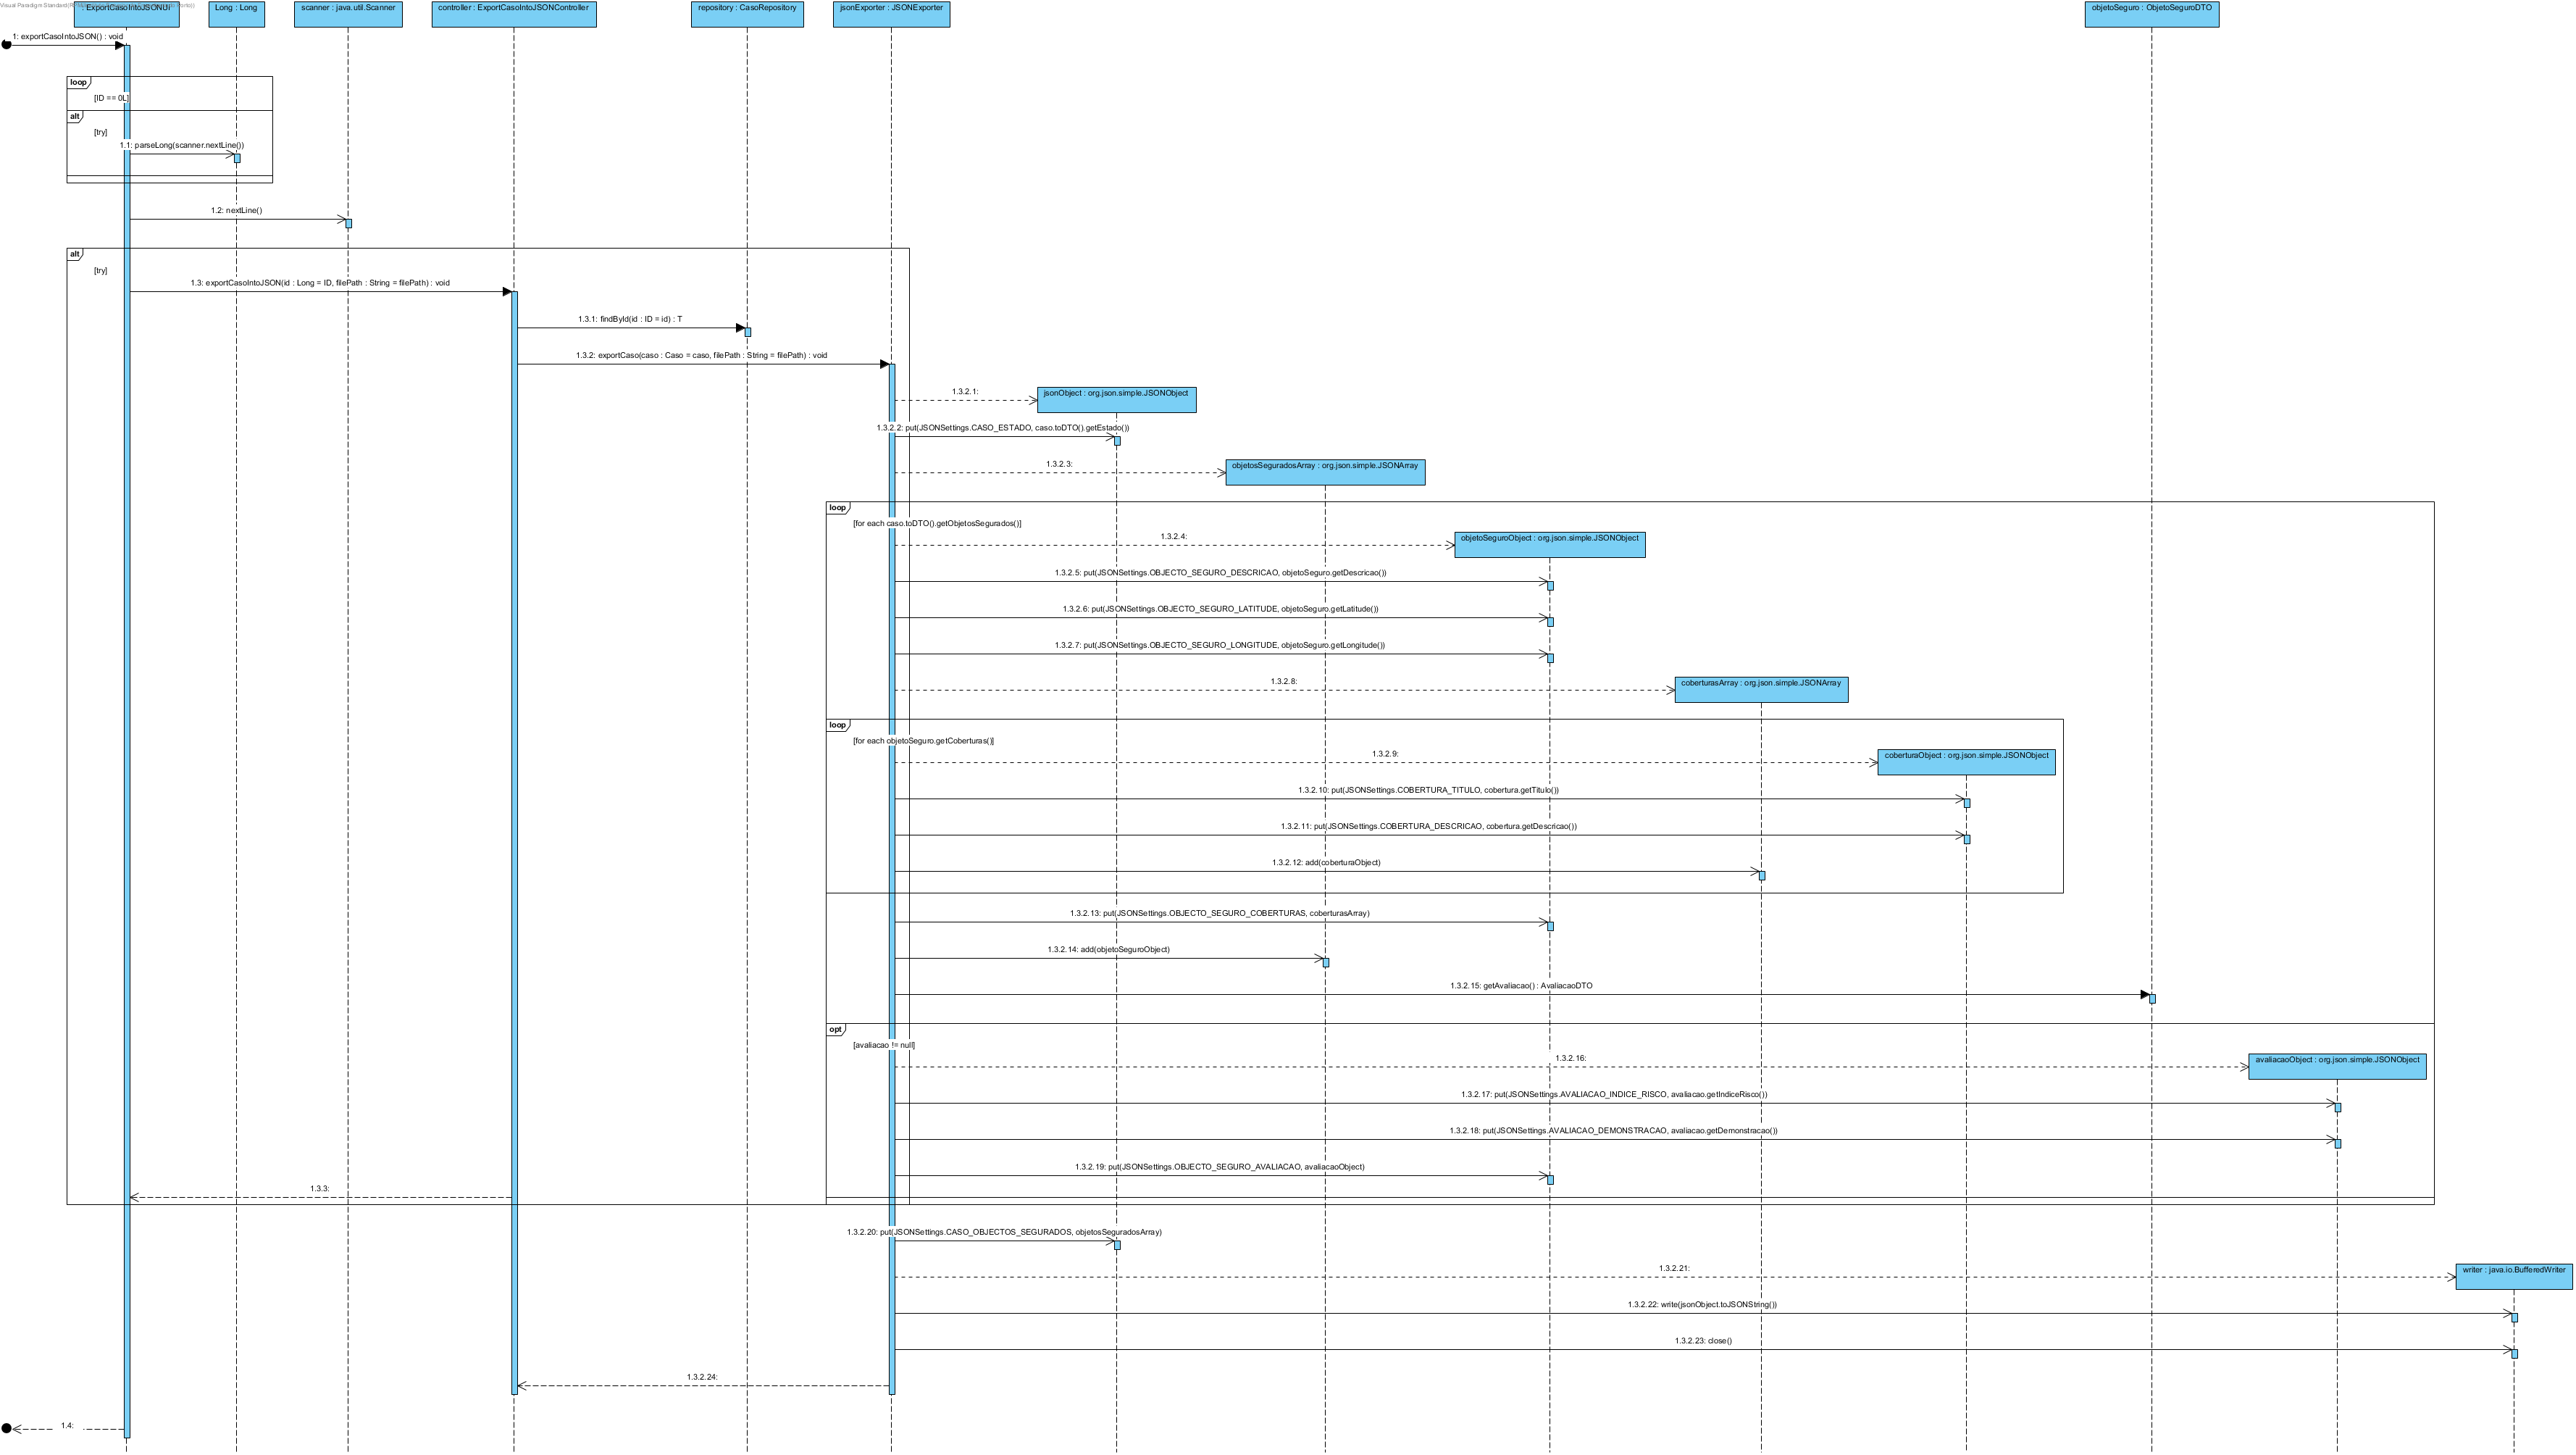 Visual Paradigm Standard(
Porto))
: ExportCasoIntoJSONUI
Long : Long
scanner : java.util.Scanner
controller : ExportCasoIntoJSONController
repository : CasoRepository
jsonExporter : JSONExporter
objetoSeguro : ObjetoSeguroDTO
1: exportCasoIntoJSON() : void
loop
[ID == 0L]
alt
[try]
1.1: parseLong(scanner.nextLine())
1.2: nextLine()
alt
[try]
1.3: exportCasoIntoJSON(id : Long = ID, filePath : String = filePath) : void
1.3.1: findById(id : ID = id) : T
1.3.2: exportCaso(caso : Caso = caso, filePath : String = filePath) : void
1.3.2.1:
jsonObject : org.json.simple.JSONObject
1.3.2.2: put(JSONSettings.CASO_ESTADO, caso.toDTO().getEstado())
1.3.2.3:
objetosSeguradosArray : org.json.simple.JSONArray
loop
[for each caso.toDTO().getObjetosSegurados()]
1.3.2.4:
objetoSeguroObject : org.json.simple.JSONObject
1.3.2.5: put(JSONSettings.OBJECTO_SEGURO_DESCRICAO, objetoSeguro.getDescricao())
1.3.2.6: put(JSONSettings.OBJECTO_SEGURO_LATITUDE, objetoSeguro.getLatitude())
1.3.2.7: put(JSONSettings.OBJECTO_SEGURO_LONGITUDE, objetoSeguro.getLongitude())
1.3.2.8:
coberturasArray : org.json.simple.JSONArray
loop
[for each objetoSeguro.getCoberturas()]
1.3.2.9:
coberturaObject : org.json.simple.JSONObject
1.3.2.10: put(JSONSettings.COBERTURA_TITULO, cobertura.getTitulo())
1.3.2.11: put(JSONSettings.COBERTURA_DESCRICAO, cobertura.getDescricao())
1.3.2.12: add(coberturaObject)
1.3.2.13: put(JSONSettings.OBJECTO_SEGURO_COBERTURAS, coberturasArray)
1.3.2.14: add(objetoSeguroObject)
1.3.2.15: getAvaliacao() : AvaliacaoDTO
opt
[avaliacao != null]
1.3.2.16:
avaliacaoObject : org.json.simple.JSONObject
1.3.2.17: put(JSONSettings.AVALIACAO_INDICE_RISCO, avaliacao.getIndiceRisco())
1.3.2.18: put(JSONSettings.AVALIACAO_DEMONSTRACAO, avaliacao.getDemonstracao())
1.3.2.19: put(JSONSettings.OBJECTO_SEGURO_AVALIACAO, avaliacaoObject)
1.3.3:
1.3.2.20: put(JSONSettings.CASO_OBJECTOS_SEGURADOS, objetosSeguradosArray)
1.3.2.21:
writer : java.io.BufferedWriter
1.3.2.22: write(jsonObject.toJSONString())
1.3.2.23: close()
1.3.2.24:
1.4: